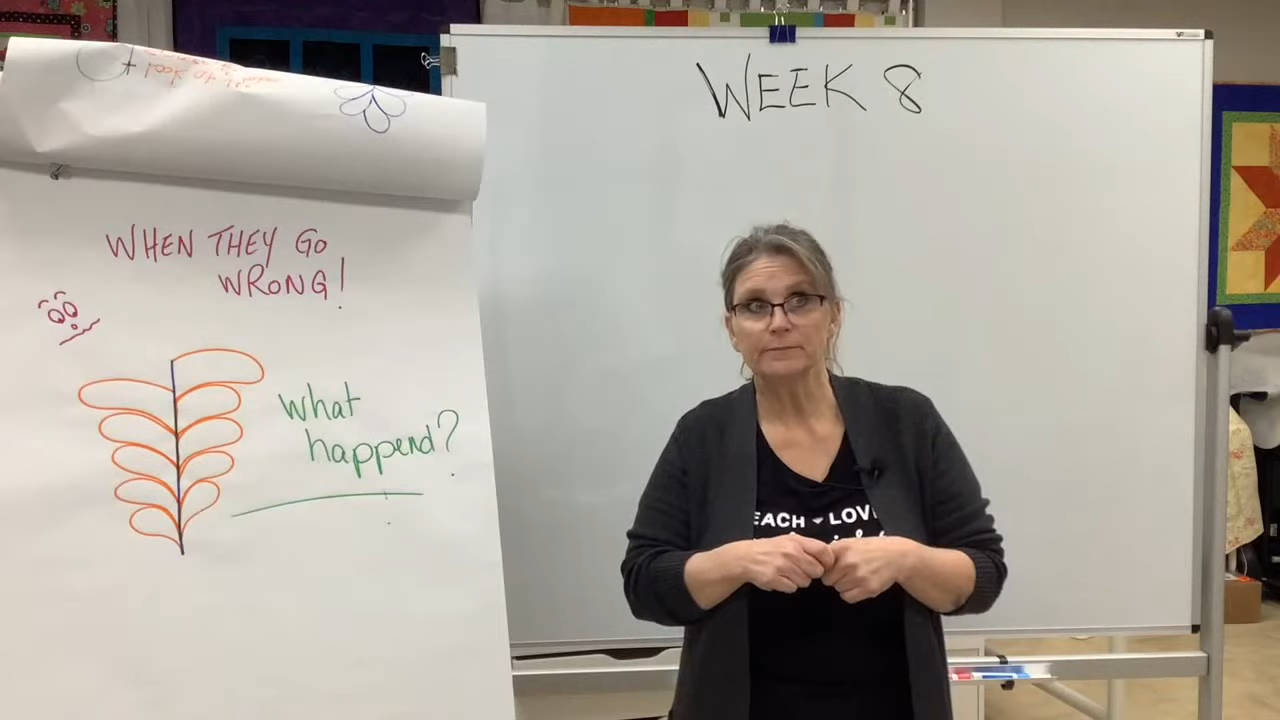 WEEK 8
WHEN THEY GO
WRONG!
What
happend?
EACH LOV